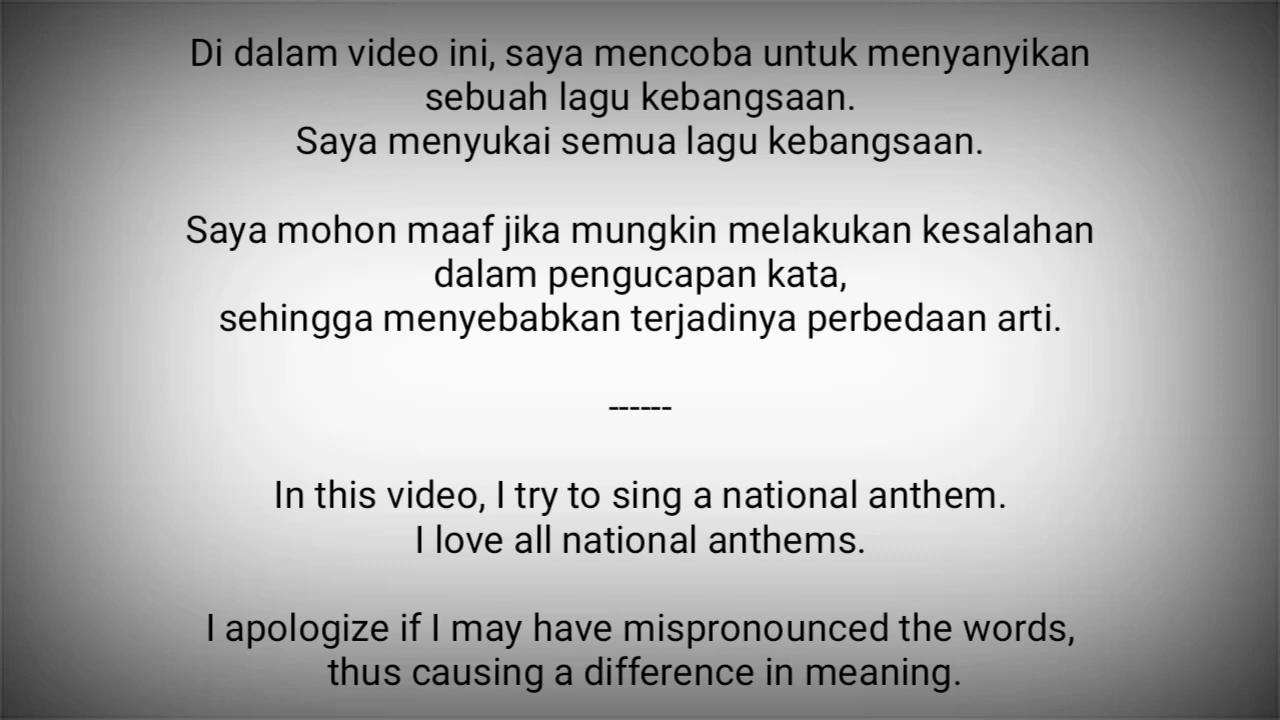 Di dalam video ini, saya mencoba untuk menyanyikan
sebuah lagu kebangsaan.
Saya menyukai semua lagu kebangsaan.
Saya mohon maaf jika mungkin melakukan kesalahan
dalam pengucapan kata,
sehingga menyebabkan terjadinya perbedaan arti.
------
In this video, I try to sing a national anthem.
I love all national anthems.
I apologize if I may have mispronounced the words,
thus causing a difference in meaning.